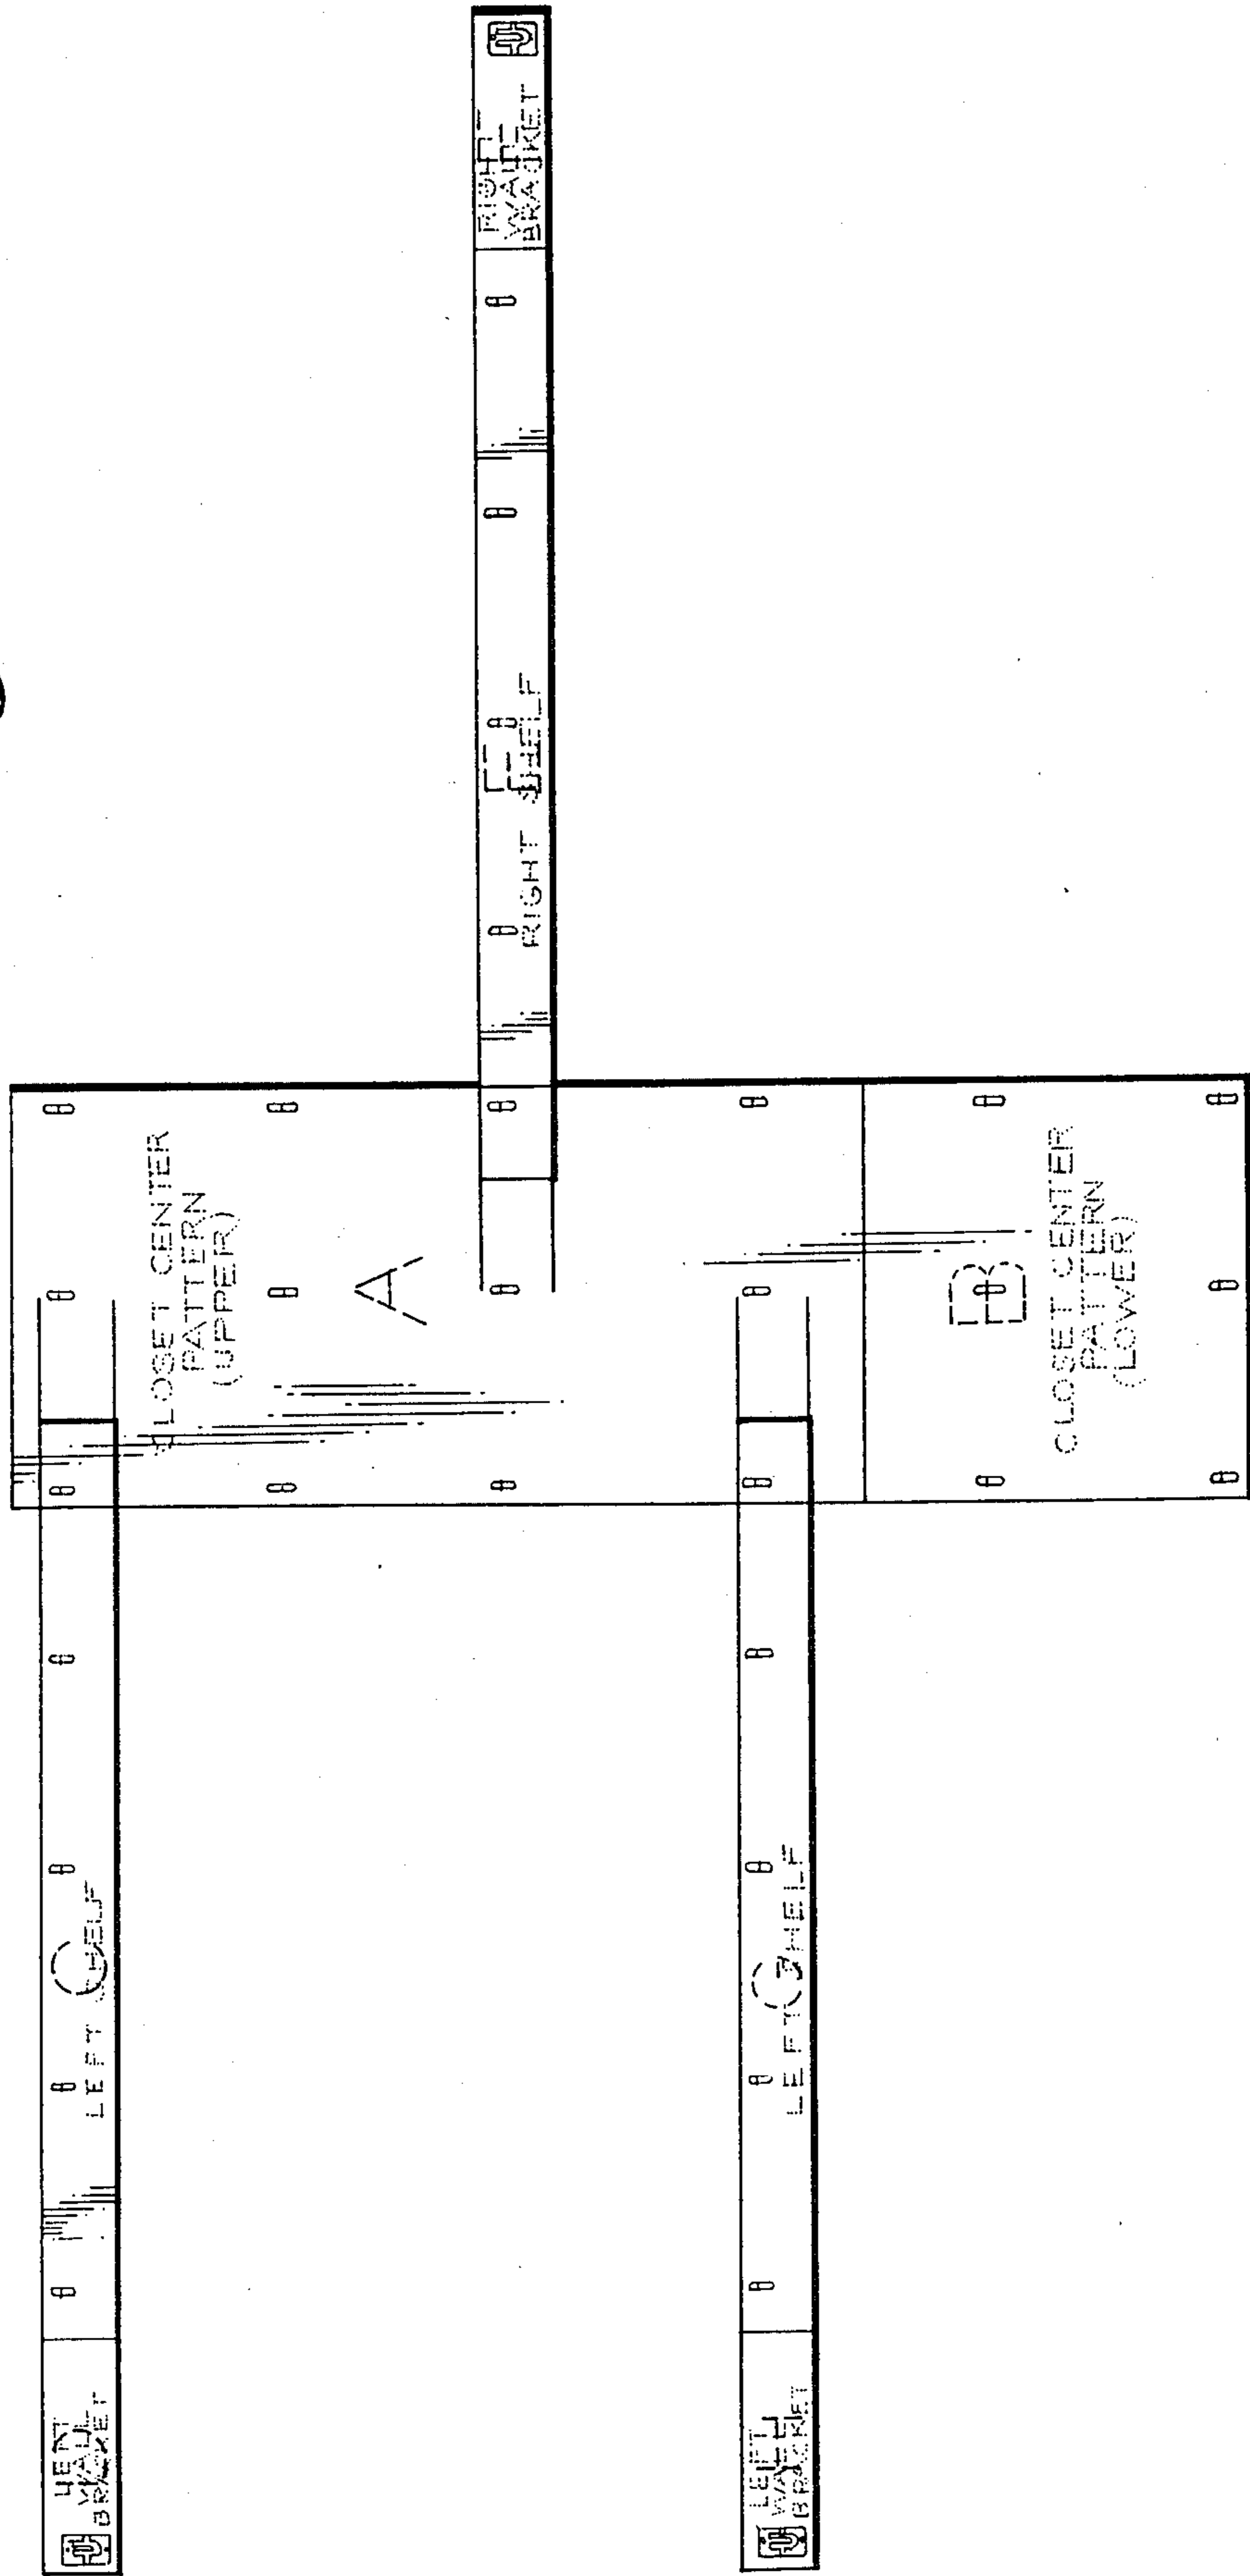 LEFT
WALL
BRACKET
C
LEFT SHELF
CLOSET CENTER
PATTERN
(UPPER)
A
RIGHT
WALL
BRACKET
E
RIGHT SHELF
LEFT
WALL
BRACKET
C
LEFT SHELF
B
CLOSET CENTER
PATTERN
(LOWER)